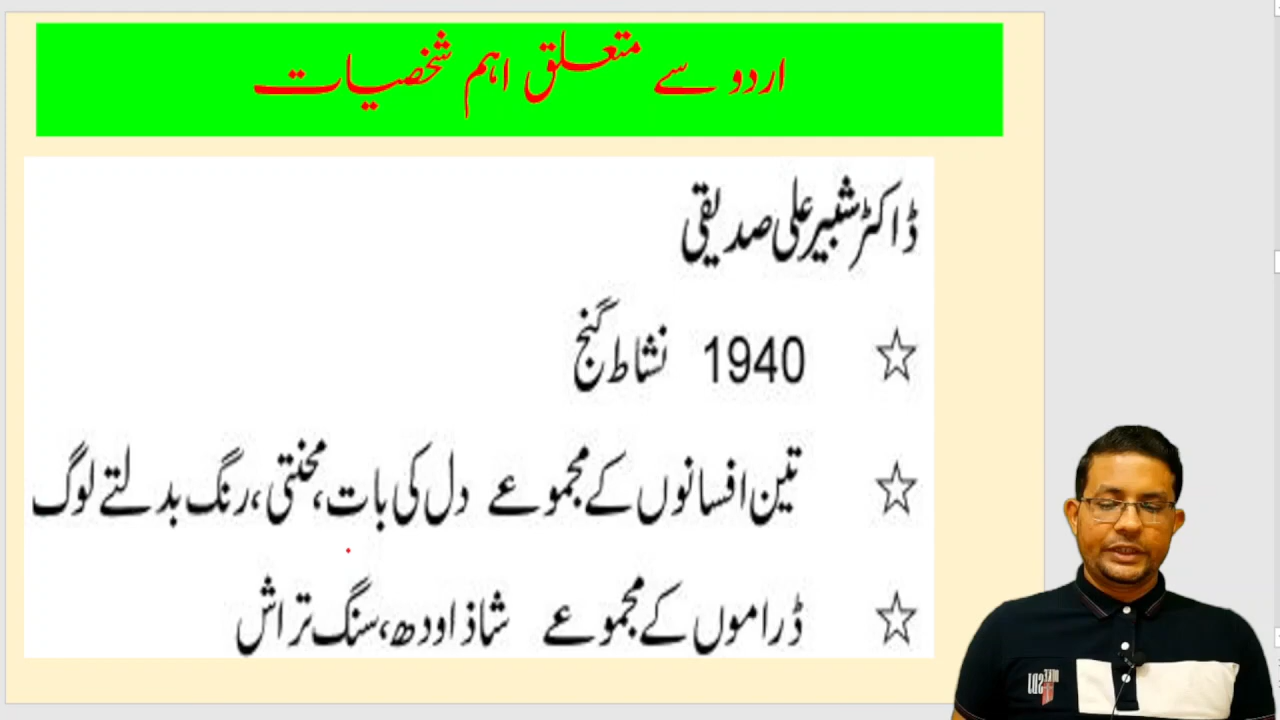 اردو سے متعلق اہم شخصیات
ڈاکٹر شبیر علی صدیقی
☆ 1940 نشاط گنج
☆ تین افسانوں کے مجموعے دل کی بات، محنتی، رنگ بدلتے لوگ
☆ ڈراموں کے مجموعے شاذ اودھ، سنگ تراش